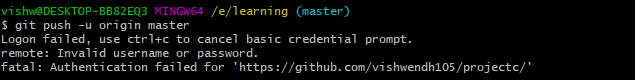 vishw@DESKTOP-BB82EQ3 MINGW64 /e/learning (master)
$ git push -u origin master
Logon failed, use ctrl+c to cancel basic credential prompt.
remote: Invalid username or password.
fatal: Authentication failed for 'https://github.com/vishwendh105/projectc/'